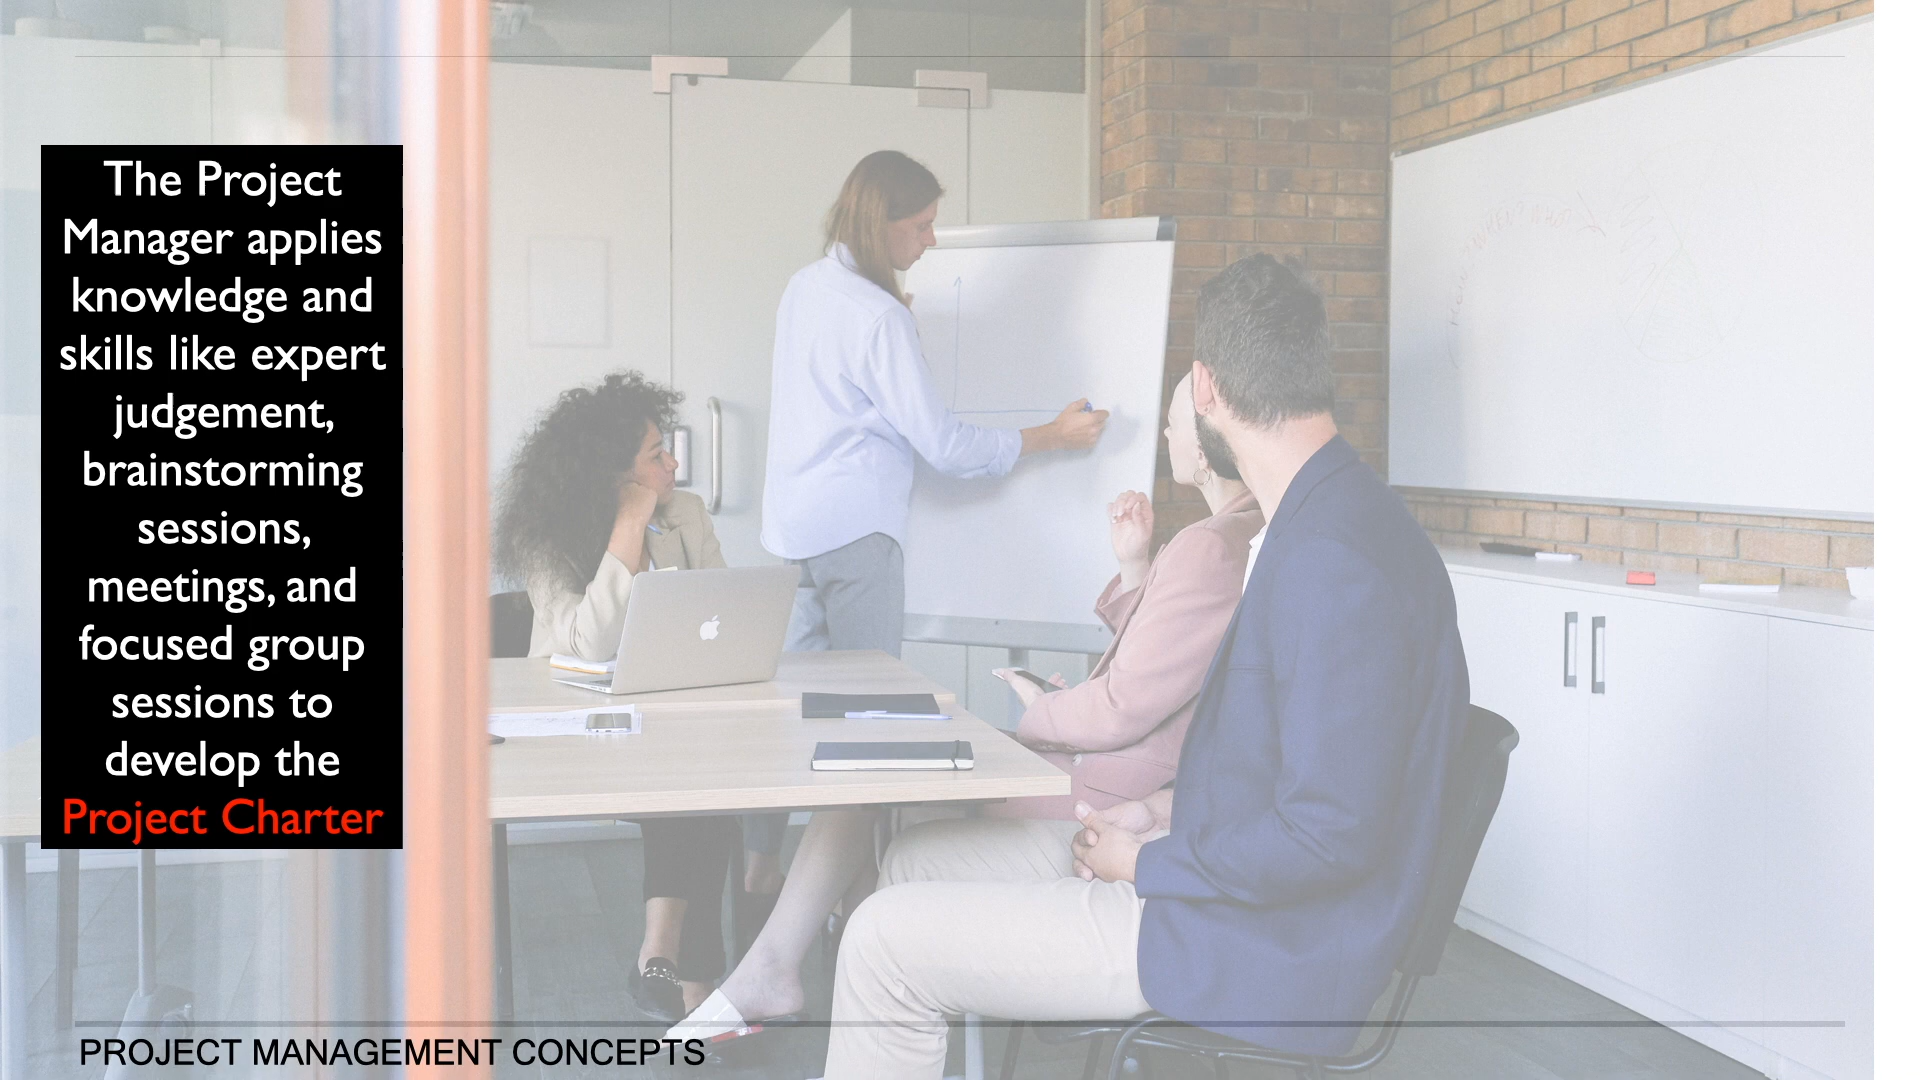 The Project
Manager applies
knowledge and
skills like expert
judgement,
brainstorming
sessions,
meetings, and
focused group
sessions to
develop the
Project Charter
PROJECT MANAGEMENT CONCEPTS